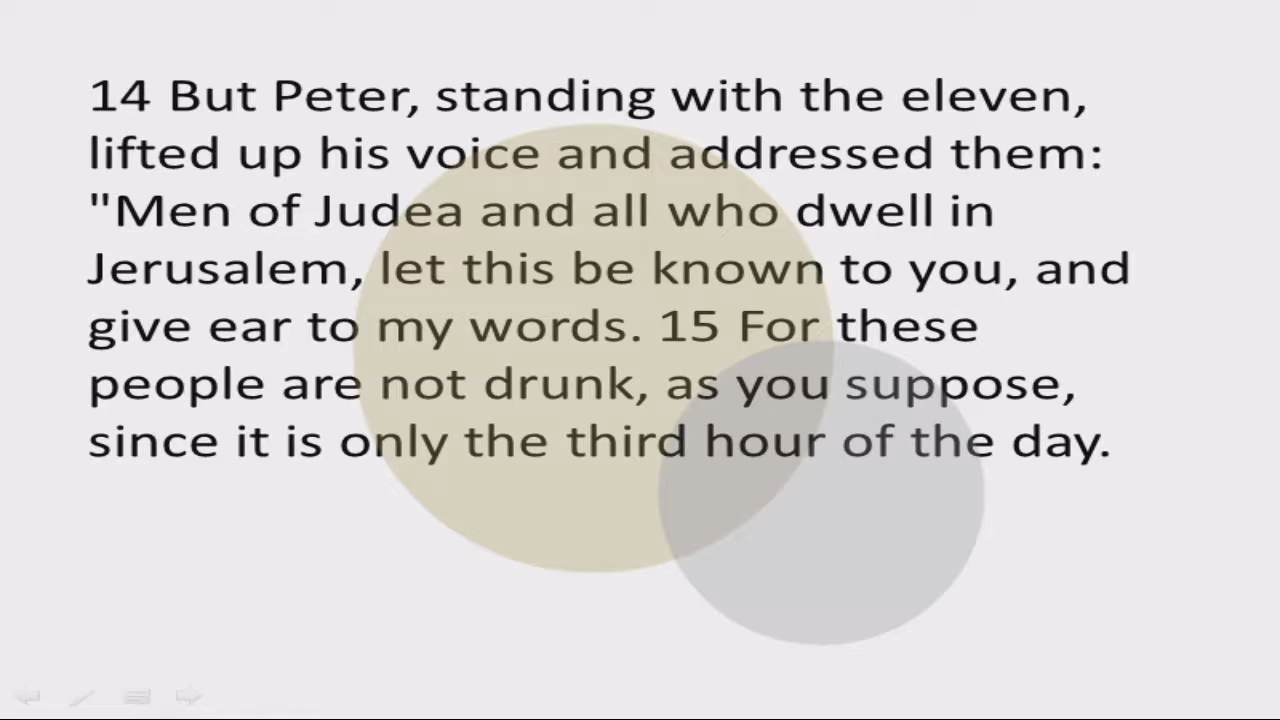 14 But Peter, standing with the eleven,
lifted up his voice and addressed them:
"Men of Judea and all who dwell in
Jerusalem, let this be known to you, and
give ear to my words. 15 For these
people are not drunk, as you suppose,
since it is only the third hour of the day.